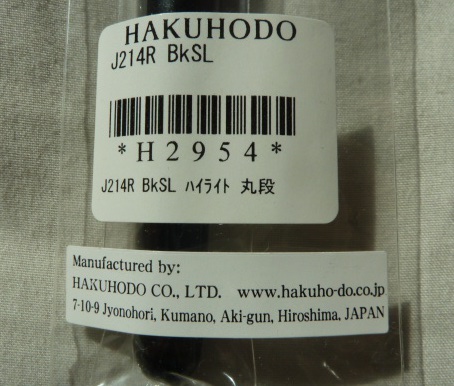 HAKUHODO
J214R BkSL
*H2954*
J214R BkSL ﾊｲﾗｲﾄ 丸段
Manufactured by:
HAKUHODO CO., LTD. www.hakuho-do.co.jp
7-10-9 Jyonohori, Kumano, Aki-gun, Hiroshima, JAPAN